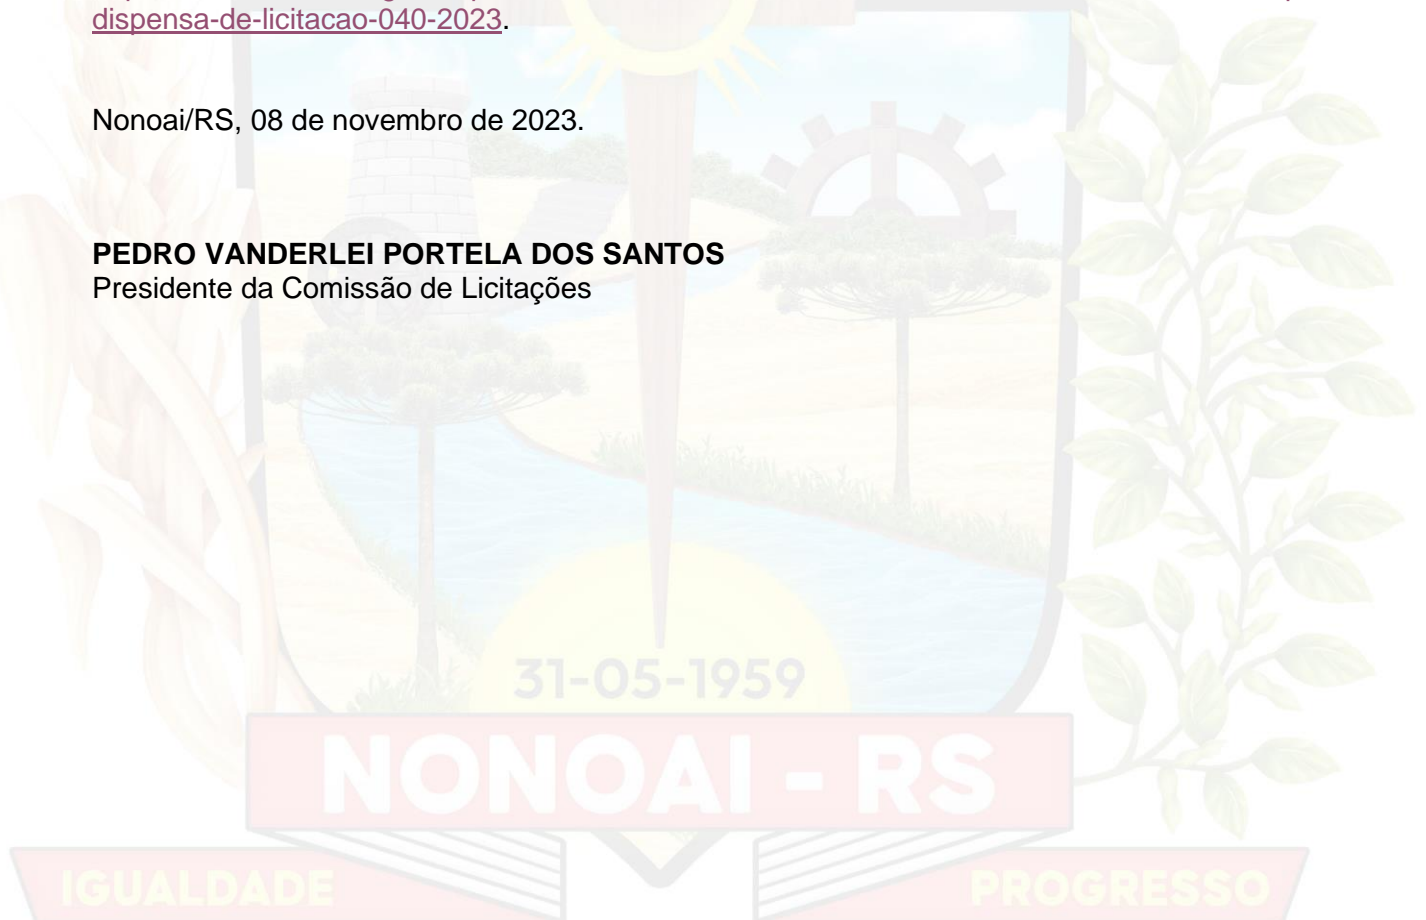 dispensa-de-licitacao-040-2023.
Nonoai/RS, 08 de novembro de 2023.
PEDRO VANDERLEI PORTELA DOS SANTOS
Presidente da Comissão de Licitações
31-05-1959
NONOAI - RS
IGUALDADE PROGRESSO